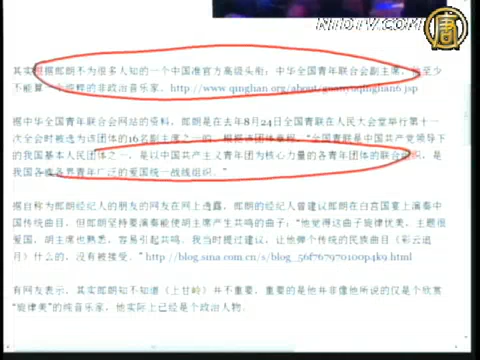 NTDTV.COM
其实根据郎朗不为很多人知的一个中国准官方高级头衔：中华全国青年联合会副主席，他至少
不能算一个纯粹的非政治音乐家。http://www.qinghan.org/about/
据中华全国青年联合会网站的登料，郎朗是在去年8月24日全国青联在人民大会堂举行第十一
次全会时被选为该团体的16名副主席之一的。根据该团体章程，“全国青联是中国共产党领导下
的我国基本人民团体之一，是以中国共产主义青年团为核心力量的各青年团体的联合组织，是
我国各族各界青年广泛的爱国统一战线组织。”
据自称为郎朗经纪人的朋友的网友在网上透露，郎朗的经纪人曾建议郎朗在白宫国宴上演奏中
国传统曲目，但郎朗坚持要演奏能使胡主席产生共鸣的曲子：“他觉得这曲子旋律优美，主题很
爱国，胡主席也熟悉，容易引起共鸣。我当时提过建议，让他弹个传统的民族曲目（彩云追
月）什么的，没有被接受。”http://blog.sina.com.cn/s/blog_56f767970100p4k9.html
有网友表示，其实郎朗知不知道（上甘岭）并不重要，重要的是他并非像他所说的仅是个欣赏
“旋律美”的纯音乐家，他实际上已经是个政治人物。